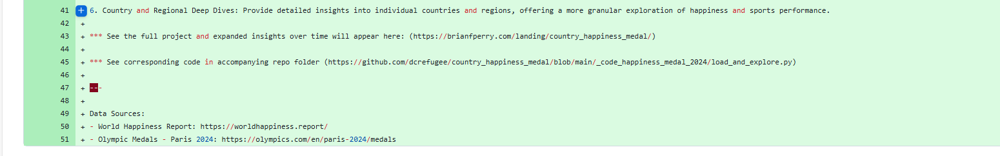 41 + 6. Country and Regional Deep Dives: Provide detailed insights into individual countries and regions, offering a more granular exploration of happiness and sports performance.
42 +
43 + *** See the full project and expanded insights over time will appear here: (https://brianfperry.com/landing/country_happiness_medal/)
44 +
45 + *** See corresponding code in accompanying repo folder (https://github.com/dcrefugee/country_happiness_medal/blob/main/_code_happiness_medal_2024/load_and_explore.py)
46 +
47 + ---
48 +
49 + Data Sources:
50 + - World Happiness Report: https://worldhappiness.report/
51 + - Olympic Medals - Paris 2024: https://olympics.com/en/paris-2024/medals